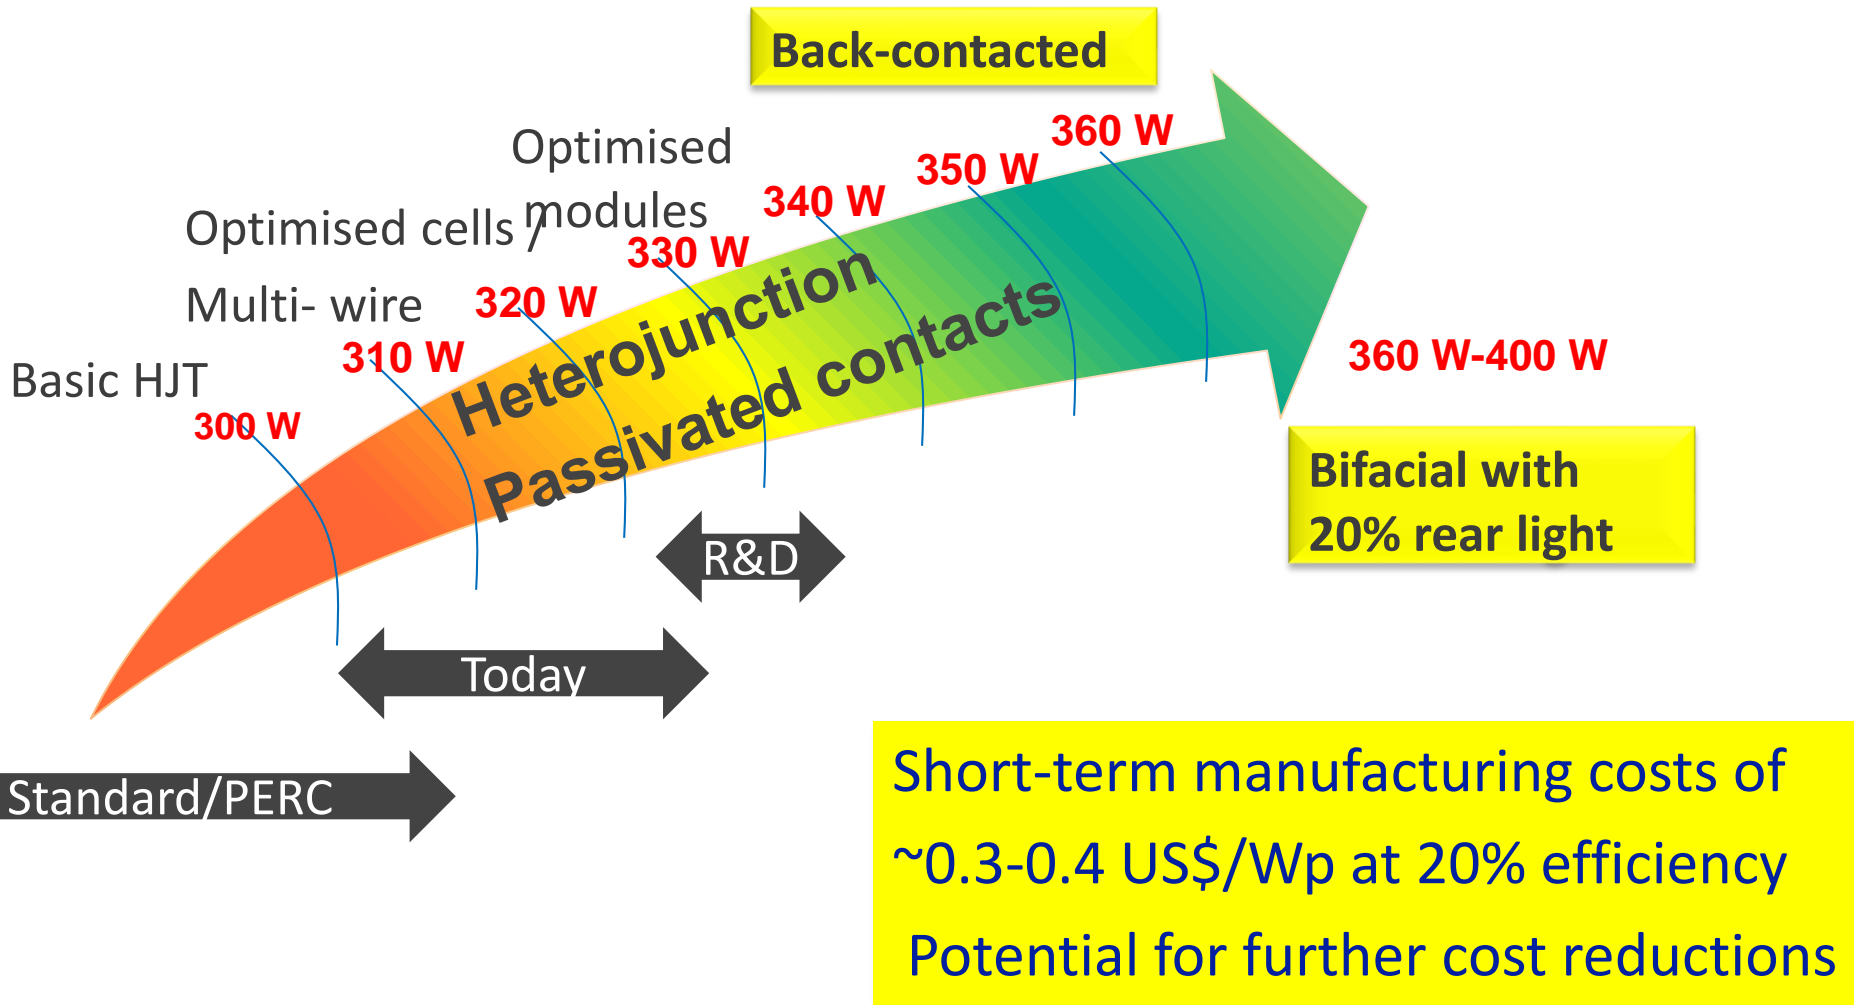 Back-contacted
Optimised
modules
Optimised cells /
Multi- wire
Basic HJT
300 W
310 W
320 W
330 W
340 W
350 W
360 W
Heterojunction
Passivated contacts
360 W-400 W
Bifacial with
20% rear light
R&D
Today
Standard/PERC
Short-term manufacturing costs of
~0.3-0.4 US$/Wp at 20% efficiency
Potential for further cost reductions